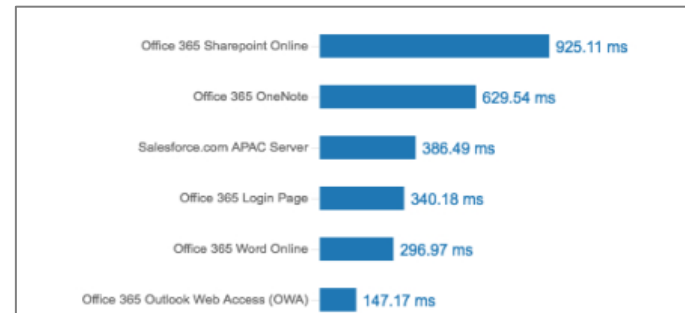 Office 365 Sharepoint Online 925.11 ms
Office 365 OneNote 629.54 ms
Salesforce.com APAC Server 386.49 ms
Office 365 Login Page 340.18 ms
Office 365 Word Online 296.97 ms
Office 365 Outlook Web Access (OWA) 147.17 ms